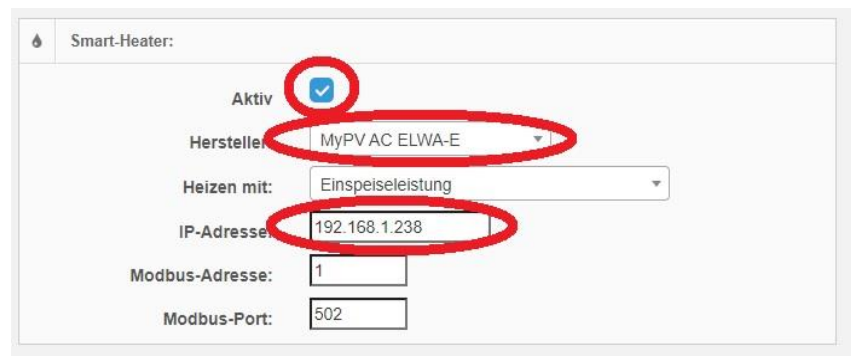 Smart-Heater:
Aktiv
Hersteller MyPV AC ELWA-E
Heizen mit: Einspeiseleistung
IP-Adresse: 192.168.1.238
Modbus-Adresse: 1
Modbus-Port: 502